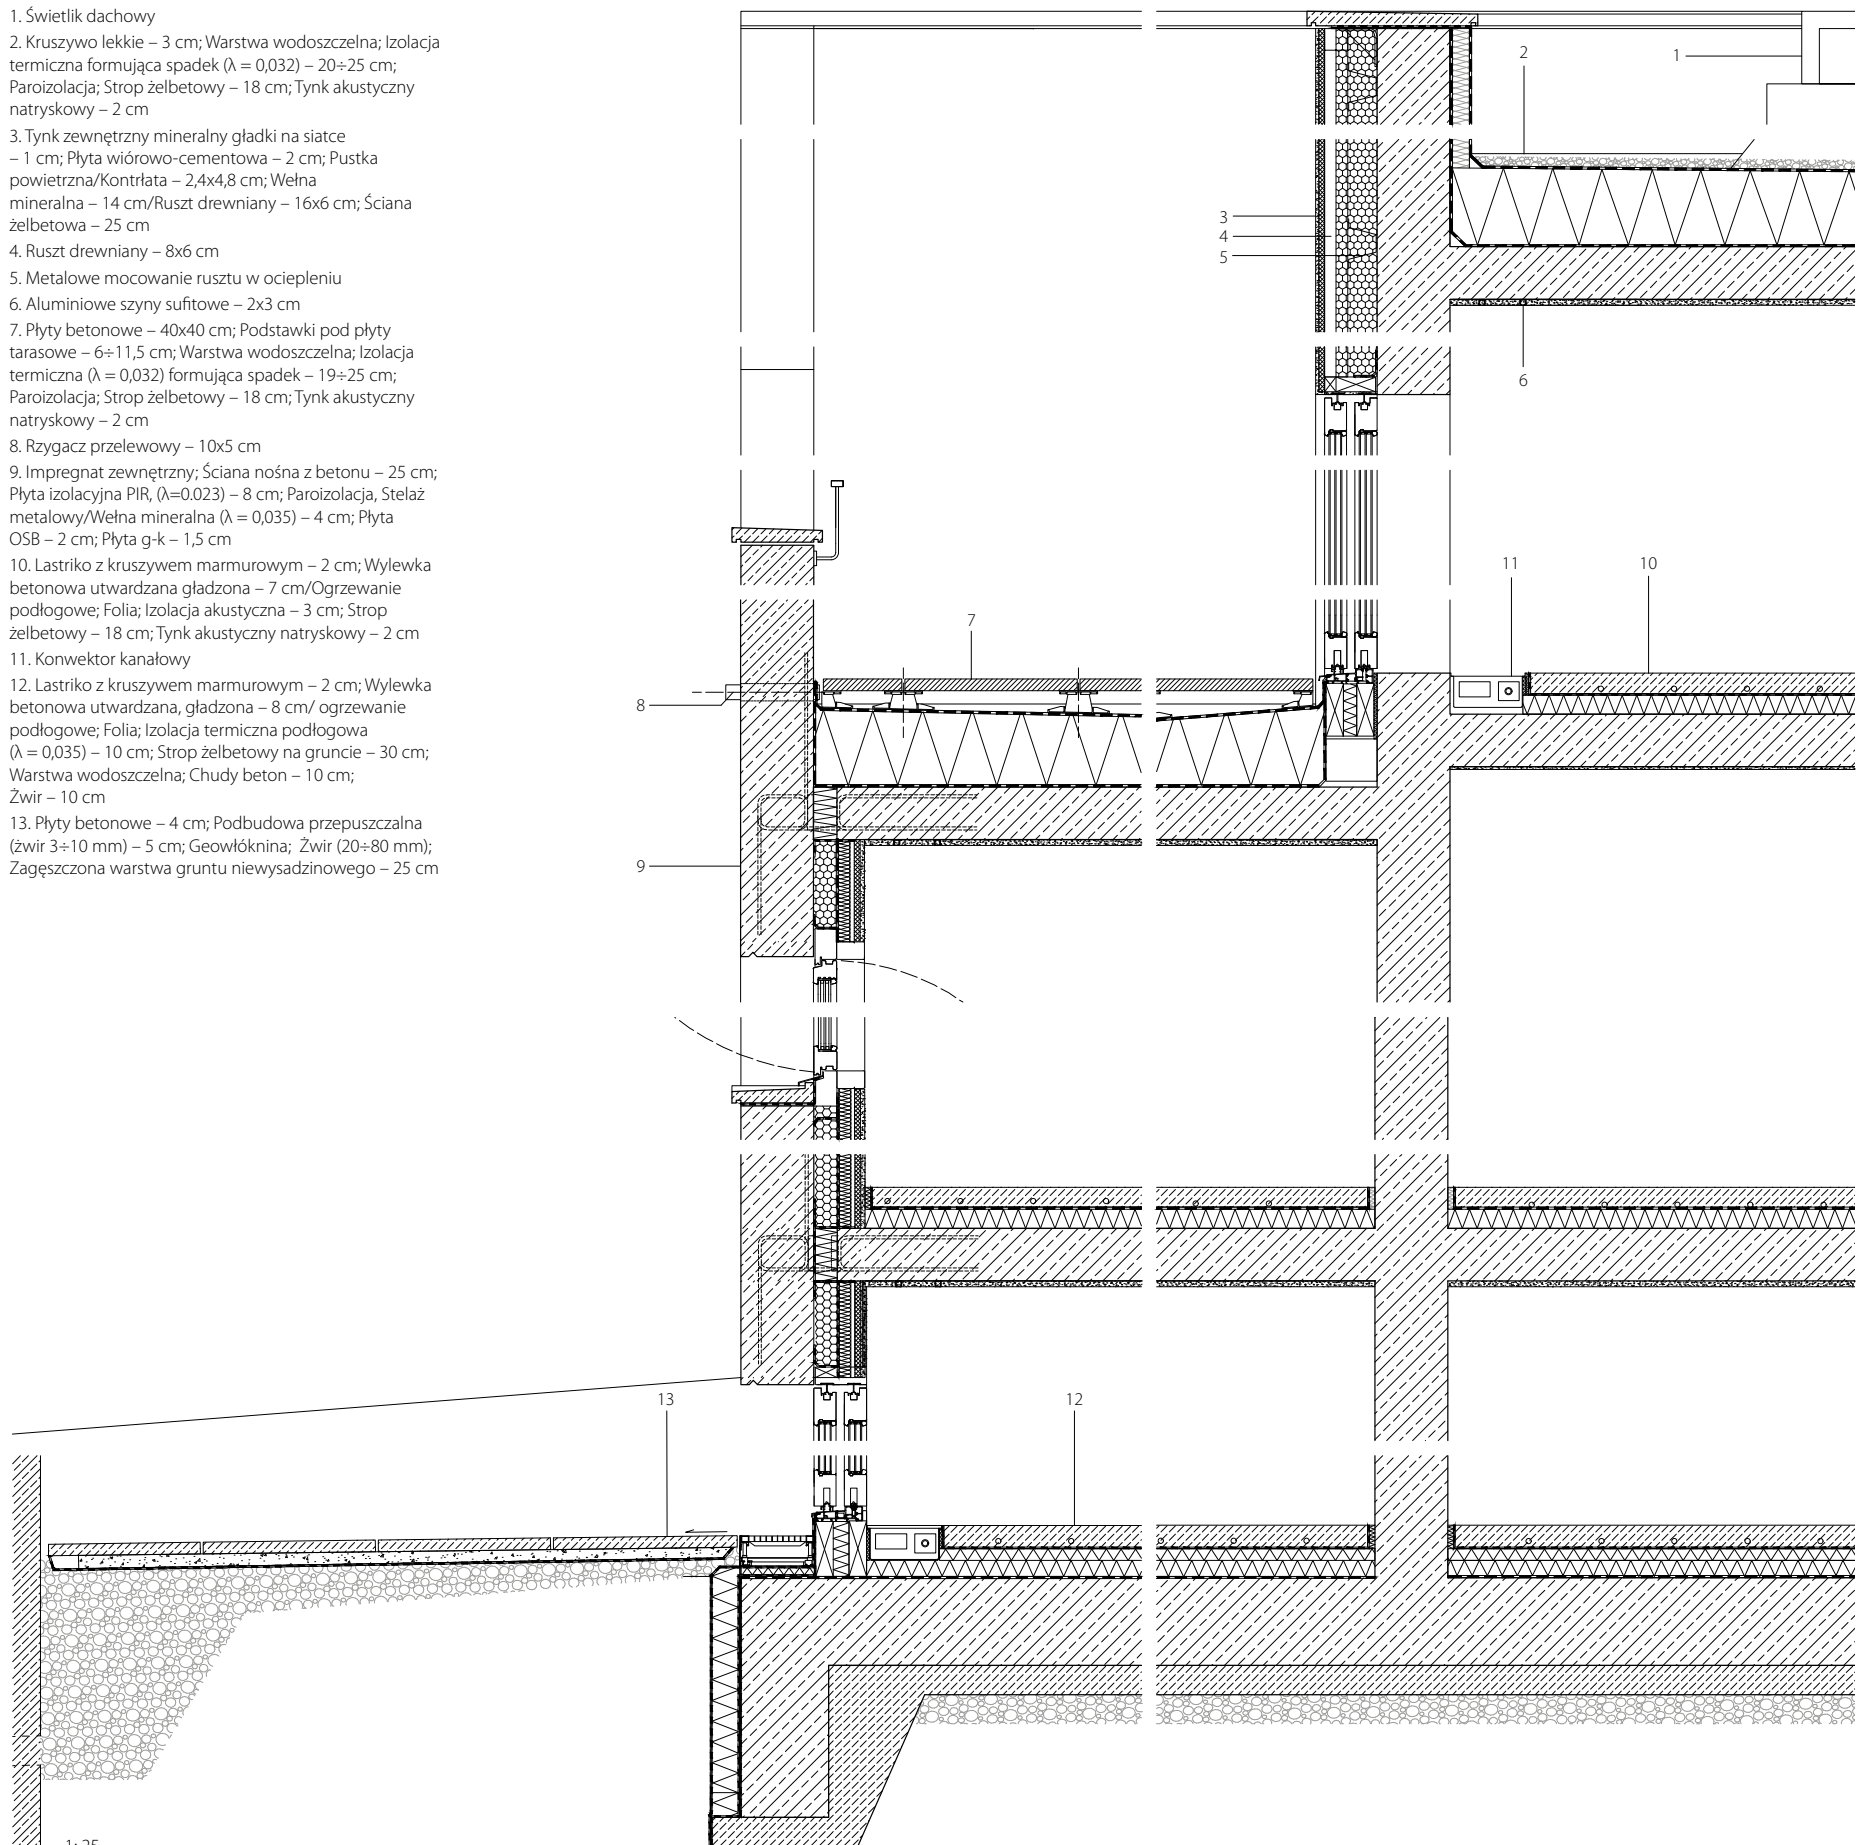 1. Świetlik dachowy
2. Kruszywo lekkie – 3 cm; Warstwa wodoszczelna; Izolacja
termiczna formująca spadek (λ = 0,032) – 20÷25 cm;
Paroizolacja; Strop żelbetowy – 18 cm; Tynk akustyczny
natryskowy – 2 cm
3. Tynk zewnętrzny mineralny gładki na siatce
– 1 cm; Płyta wiórowo-cementowa – 2 cm; Pustka
powietrzna/Kontrłata – 2,4x4,8 cm; Wełna
mineralna – 14 cm/Ruszt drewniany – 16x6 cm; Ściana
żelbetowa – 25 cm
4. Ruszt drewniany – 8x6 cm
5. Metalowe mocowanie rusztu w ociepleniu
6. Aluminiowe szyny sufitowe – 2x3 cm
7. Płyty betonowe – 40x40 cm; Podstawki pod płyty
tarasowe – 6÷11,5 cm; Warstwa wodoszczelna; Izolacja
termiczna (λ = 0,032) formująca spadek – 19÷25 cm;
Paroizolacja; Strop żelbetowy – 18 cm; Tynk akustyczny
natryskowy – 2 cm
8. Rzygacz przelewowy – 10x5 cm
9. Impregnat zewnętrzny; Ściana nośna z betonu – 25 cm;
Płyta izolacyjna PIR, (λ=0.023) – 8 cm; Paroizolacja, Stelaż
metalowy/Wełna mineralna (λ = 0,035) – 4 cm; Płyta
OSB – 2 cm; Płyta g-k – 1,5 cm
10. Lastriko z kruszywem marmurowym – 2 cm; Wylewka
betonowa utwardzana gładzona – 7 cm/Ogrzewanie
podłogowe; Folia; Izolacja akustyczna – 3 cm; Strop
żelbetowy – 18 cm; Tynk akustyczny natryskowy – 2 cm
11. Konwektor kanałowy
12. Lastriko z kruszywem marmurowym – 2 cm; Wylewka
betonowa utwardzana, gładzona – 8 cm/ ogrzewanie
podłogowe; Folia; Izolacja termiczna podłogowa
(λ = 0,035) – 10 cm; Strop żelbetowy na gruncie – 30 cm;
Warstwa wodoszczelna; Chudy beton – 10 cm;
Żwir – 10 cm
13. Płyty betonowe – 4 cm; Podbudowa przepuszczalna
(żwir 3÷10 mm) – 5 cm; Geowłóknina; Żwir (20÷80 mm);
Zagęszczona warstwa gruntu niewysadzinowego – 25 cm
2
1
3
4
5
6
11
10
7
8
9
13
12
1: 25